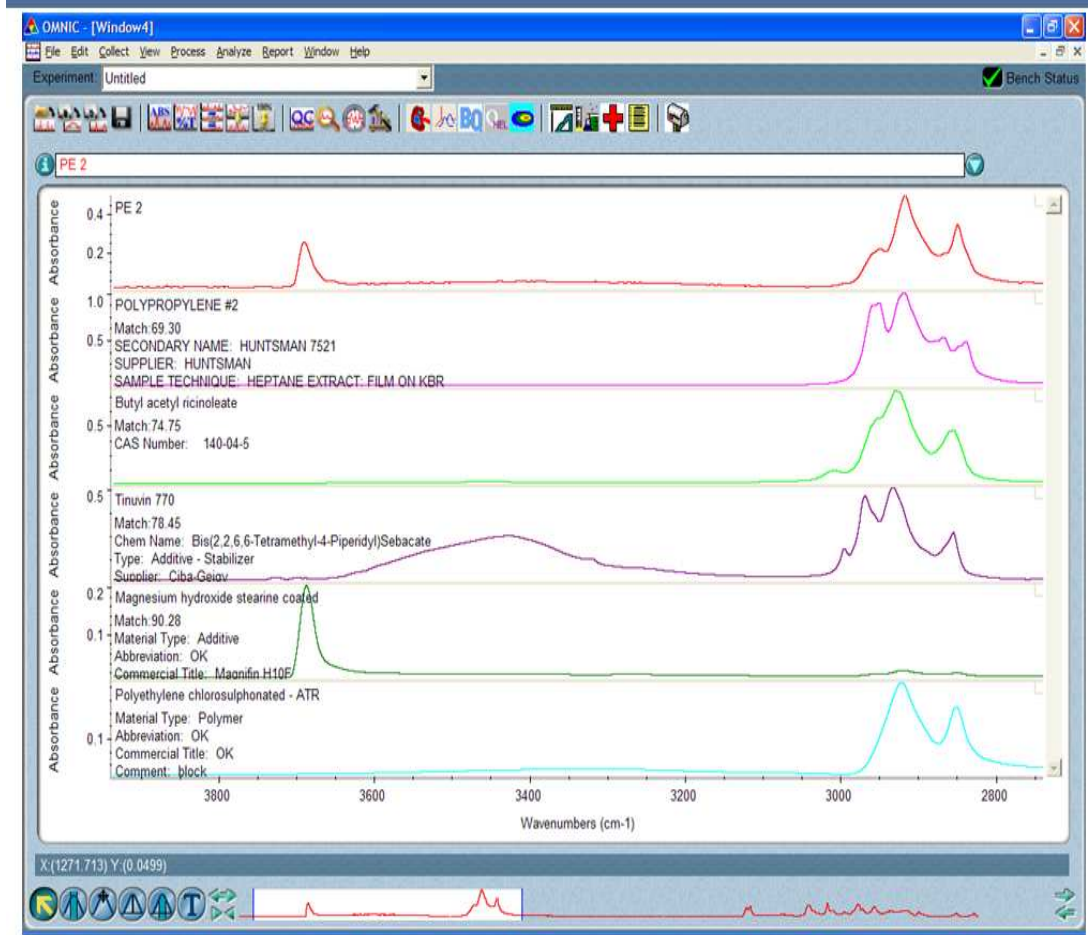 OMNIC - [Window4]
File Edit Collect View Process Analyze Report Window Help
Experiment: Untitled
Bench Status
ABS %T
QC
BQ
HEL
PE 2
Absorbance
0.4
0.2
PE 2
Absorbance
1.0
0.5
POLYPROPYLENE #2
Match:69.30
SECONDARY NAME: HUNTSMAN 7521
SUPPLIER: HUNTSMAN
SAMPLE TECHNIQUE: HEPTANE EXTRACT: FILM ON KBR
Absorbance
0.5
Butyl acetyl ricinoleate
Match:74.75
CAS Number: 140-04-5
Absorbance
0.5
Tinuvin 770
Match:78.45
Chem Name: Bis(2,2,6,6-Tetramethyl-4-Piperidyl)Sebacate
Type: Additive - Stabilizer
Supplier: Ciba-Geigy
Absorbance
0.2
0.1
Magnesium hydroxide stearine coated
Match:90.28
Material Type: Additive
Abbreviation: OK
Commercial Title: Magnifin H10F
Absorbance
0.1
Polyethylene chlorosulphonated - ATR
Material Type: Polymer
Abbreviation: OK
Commercial Title: OK
Comment: block
3800 3600 3400 3200 3000 2800
Wavenumbers (cm-1)
X:(1271.713) Y:(0.0499)
T